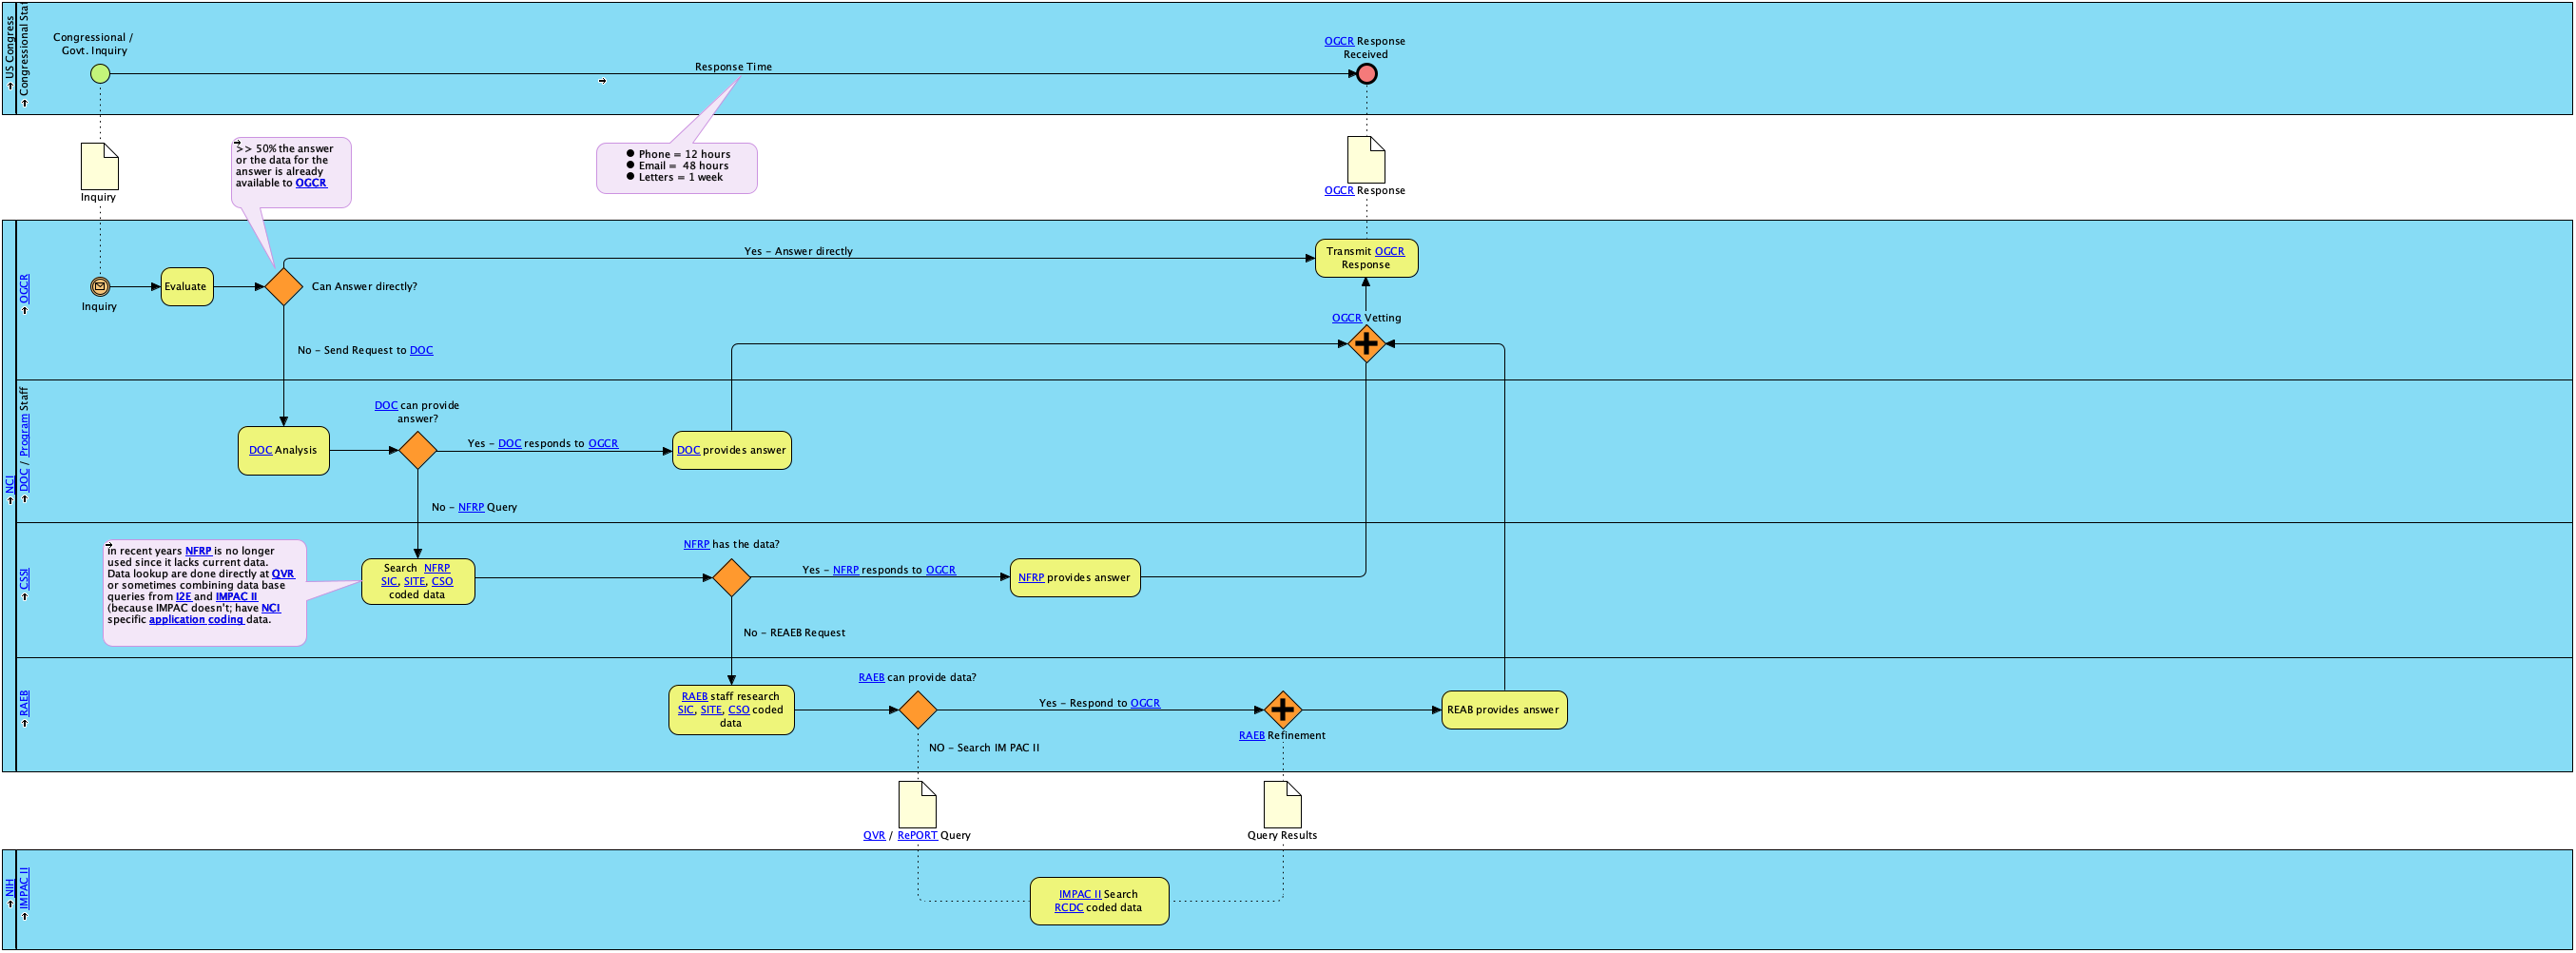 US Congress
Congressional Staf
Congressional /
Govt. Inquiry
Response Time
OGCR Response
Received
Inquiry
>> 50% the answer
or the data for the
answer is already
available to OGCR
Phone = 12 hours
Email = 48 hours
Letters = 1 week
OGCR Response
NCI
OGCR
Inquiry
Evaluate
Can Answer directly?
Yes - Answer directly
Transmit OGCR
Response
No - Send Request to DOC
OGCR Vetting
DOC / Program Staff
DOC Analysis
DOC can provide
answer?
Yes - DOC responds to OGCR
DOC provides answer
No - NFRP Query
CSSI
In recent years NFRP is no longer
used since it lacks current data.
Data lookup are done directly at QVR
or sometimes combining data base
queries from I2E and IMPAC II
(because IMPAC doesn't; have NCI
specific application coding data.
Search NFRP
SIC, SITE, CSO
coded data
NFRP has the data?
Yes - NFRP responds to OGCR
NFRP provides answer
No - REAEB Request
RAEB
RAEB staff research
SIC, SITE, CSO coded
data
RAEB can provide data?
Yes - Respond to OGCR
RAEB Refinement
REAB provides answer
NO - Search IM PAC II
QVR / RePORT Query
Query Results
NIH
IMPAC II
IMPAC II Search
RCDC coded data